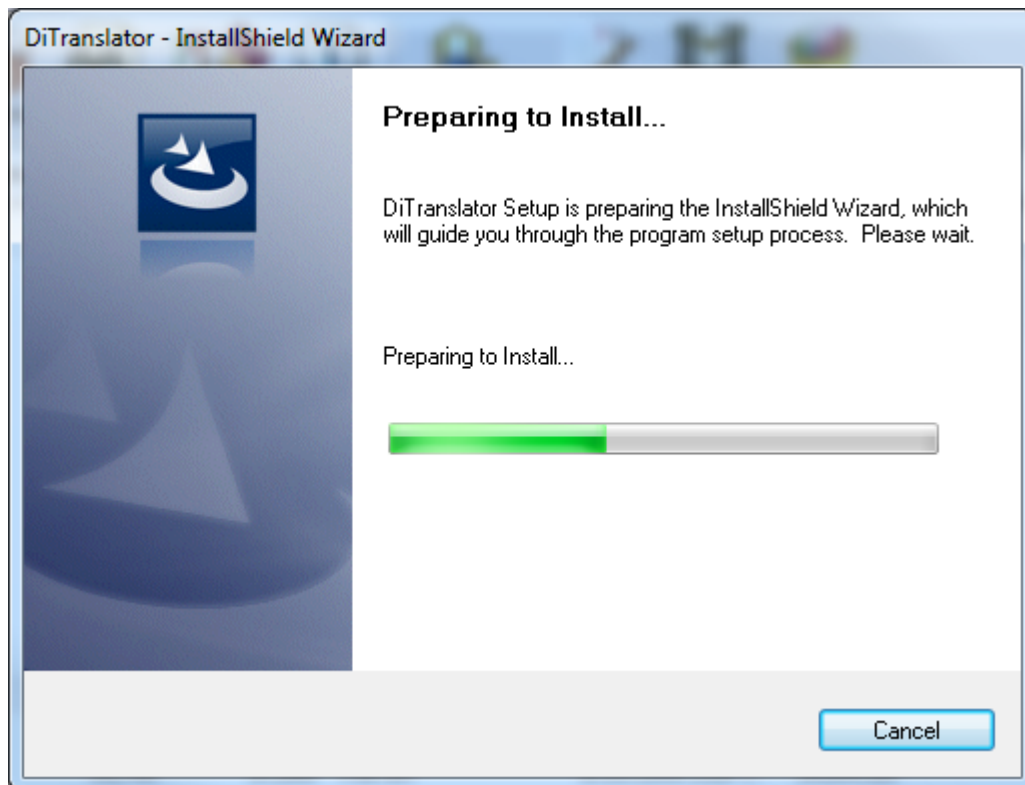 DiTranslator - InstallShield Wizard
Preparing to Install...
DiTranslator Setup is preparing the InstallShield Wizard, which
will guide you through the program setup process.  Please wait.
Preparing to Install...
Cancel